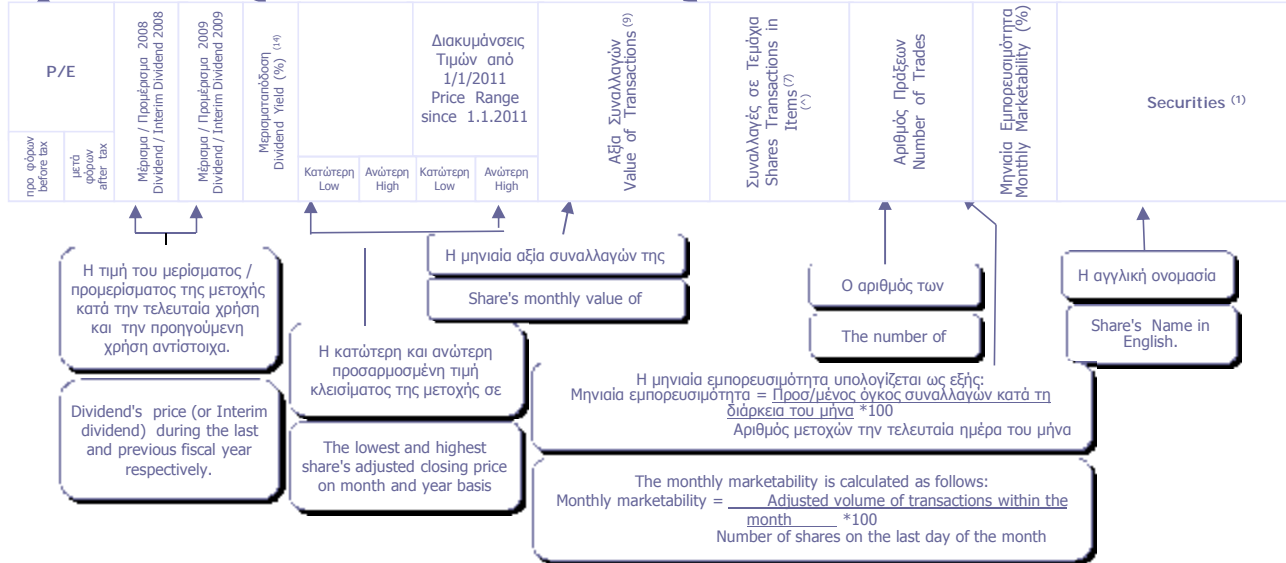 P/E
προ φόρων
before tax
μετά
φόρων
after tax
Μέρισμα / Προμέρισμα 2008
Dividend / Interim Dividend 2008
Μέρισμα / Προμέρισμα 2009
Dividend / Interim Dividend 2009
Μερισματαπόδοση
Dividend Yield (%) (14)
Κατώτερη
Low
Ανώτερη
High
Διακυμάνσεις
Τιμών από
1/1/2011
Price Range
since 1.1.2011
Κατώτερη
Low
Ανώτερη
High
Αξία Συναλλαγών
Value of Transactions (9)
Συναλλαγές σε Τεμάχια
Shares Transactions in
Items (7)
(^)
Αριθμός Πράξεων
Number of Trades
Μηνιαία Εμπορευσιμότητα
Monthly Marketability (%)
Securities (1)
Η τιμή του μερίσματος /
προμερίσματος της μετοχής
κατά την τελευταία χρήση
και την προηγούμενη
χρήση αντίστοιχα.
Dividend's price (or Interim
dividend) during the last
and previous fiscal year
respectively.
Η κατώτερη και ανώτερη
προσαρμοσμένη τιμή
κλεισίματος της μετοχής σε
The lowest and highest
share's adjusted closing price
on month and year basis
Η μηνιαία αξία συναλλαγών της
Share's monthly value of
Ο αριθμός των
The number of
Η αγγλική ονομασία
Share's Name in
English.
Η μηνιαία εμπορευσιμότητα υπολογίζεται ως εξής:
Μηνιαία εμπορευσιμότητα = Προσ/μένος όγκος συναλλαγών κατά τη
διάρκεια του μήνα *100
Αριθμός μετοχών την τελευταία ημέρα του μήνα
The monthly marketability is calculated as follows:
Monthly marketability = Adjusted volume of transactions within the
month *100
Number of shares on the last day of the month